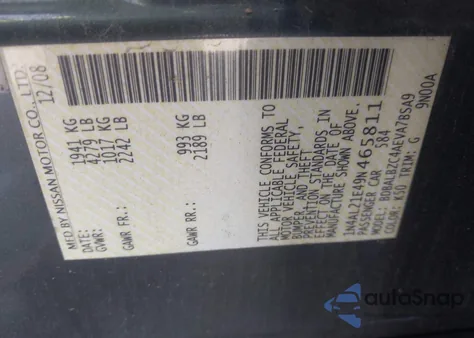 MFD BY NISSAN MOTOR CO., LTD.
12/08
GVWR: 1941 KG
4279 LB
GAWR FR.: 1017 KG
2242 LB
GAWR RR.: 993 KG
2189 LB
THIS VEHICLE CONFORMS TO
ALL APPLICABLE FEDERAL
MOTOR VEHICLE SAFETY,
BUMPER, AND THEFT
PREVENTION STANDARDS IN
EFFECT ON THE DATE OF
MANUFACTURE SHOWN ABOVE.
1N4AL21E49N465811
PASSENGER CAR 584
MODEL: BDBALBZC44AEVA7BSA9
COLOR: K50 TRIM: G 9N00A
autoSnap